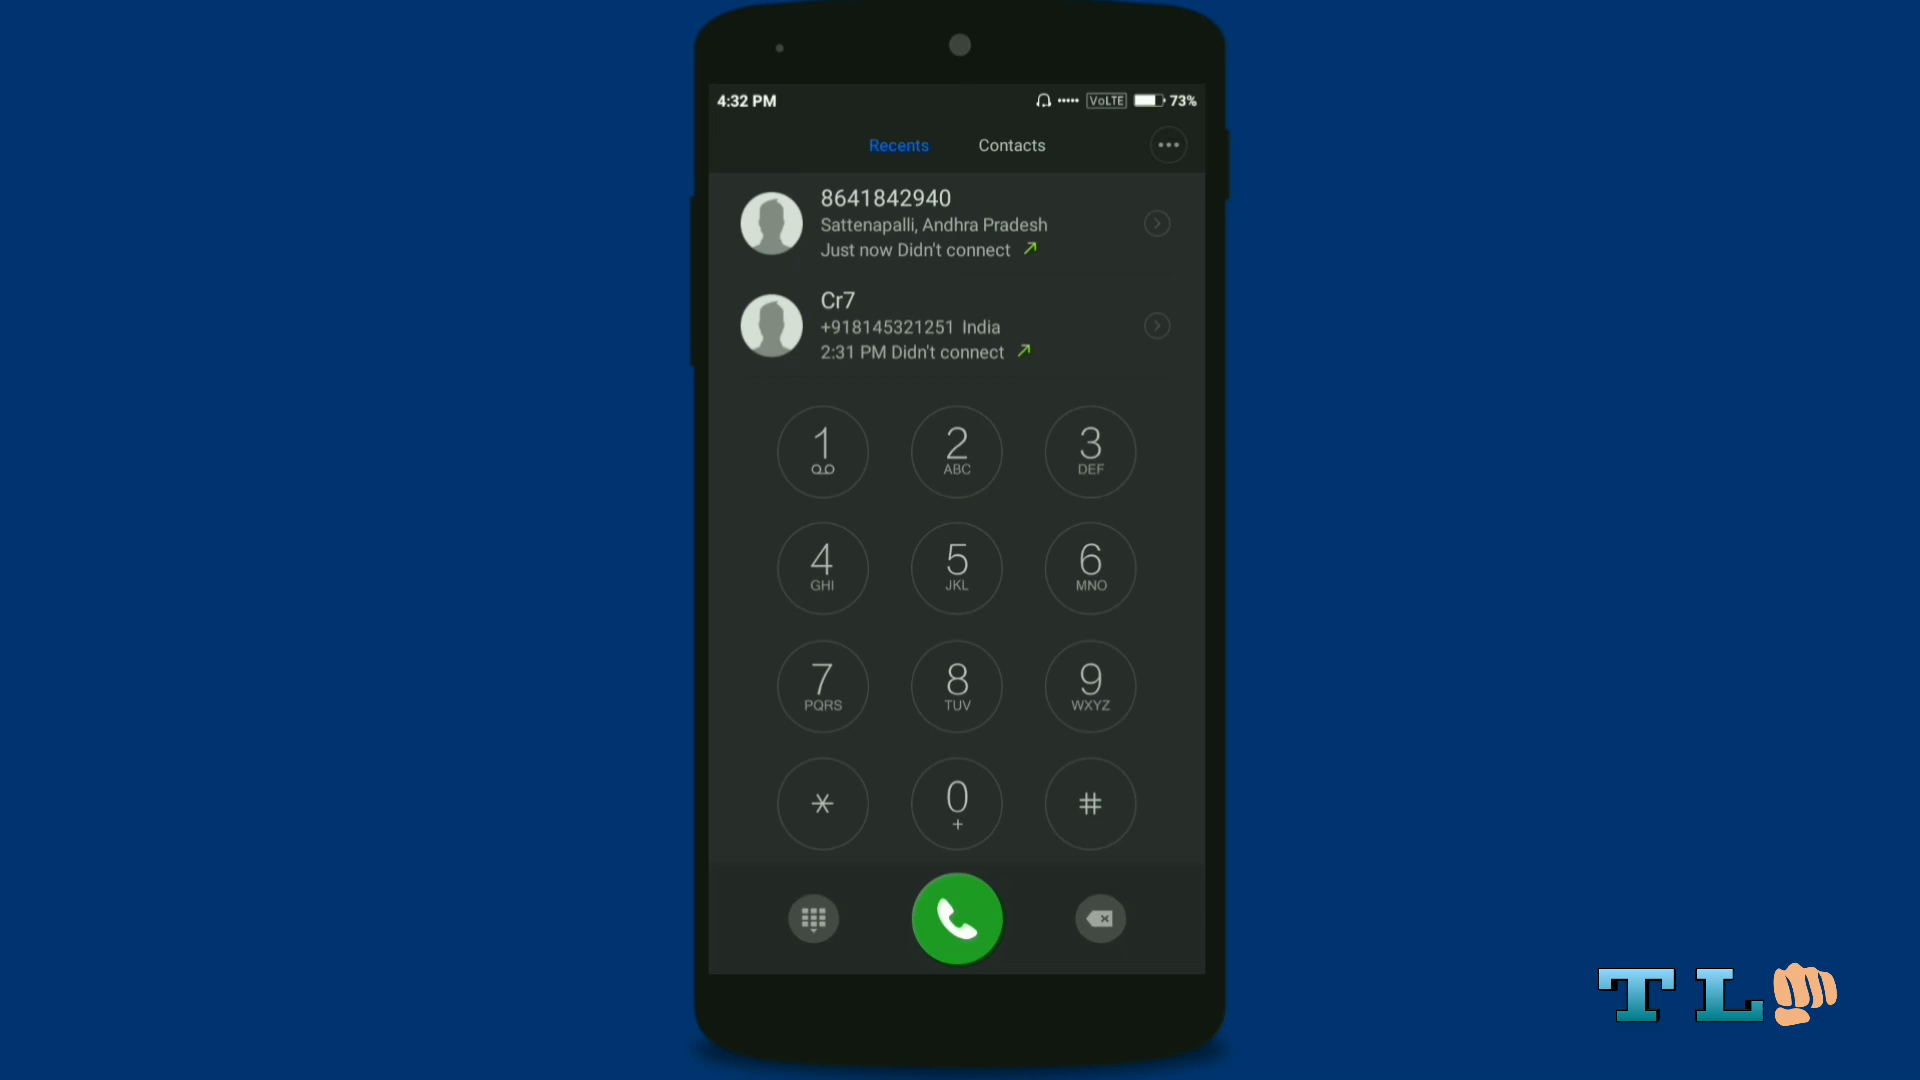 4:32 PM VoLTE 73%
Recents Contacts
8641842940
Sattenapalli, Andhra Pradesh
Just now Didn't connect
Cr7
+918145321251 India
2:31 PM Didn't connect
1 2 3
ABC DEF
4 5 6
GHI JKL MNO
7 8 9
PQRS TUV WXYZ
* 0 #
+
T L